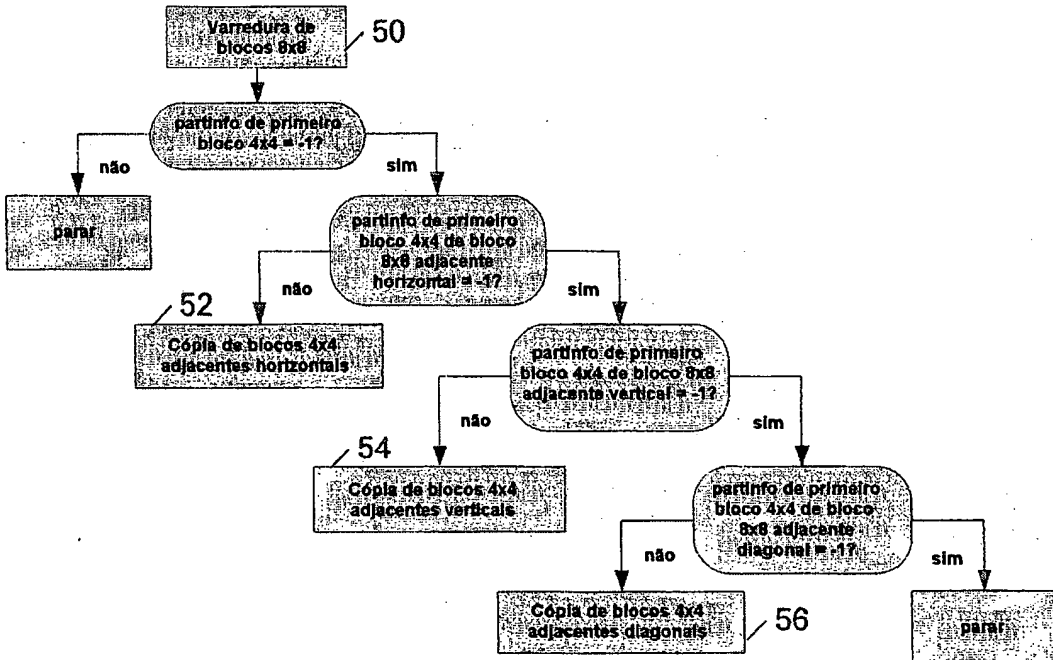 Varredura de
blocos 8x8
50
partinfo de primeiro
bloco 4x4 = -1?
não
sim
parar
partinfo de primeiro
bloco 4x4 de bloco
8x8 adjacente
horizontal = -1?
não
sim
52
Cópia de blocos 4x4
adjacentes horizontais
partinfo de primeiro
bloco 4x4 de bloco 8x8
adjacente vertical = -1?
não
sim
54
Cópia de blocos 4x4
adjacentes verticais
partinfo de primeiro
bloco 4x4 de bloco
8x8 adjacente
diagonal = -1?
não
sim
Cópia de blocos 4x4
adjacentes diagonais
56
parar